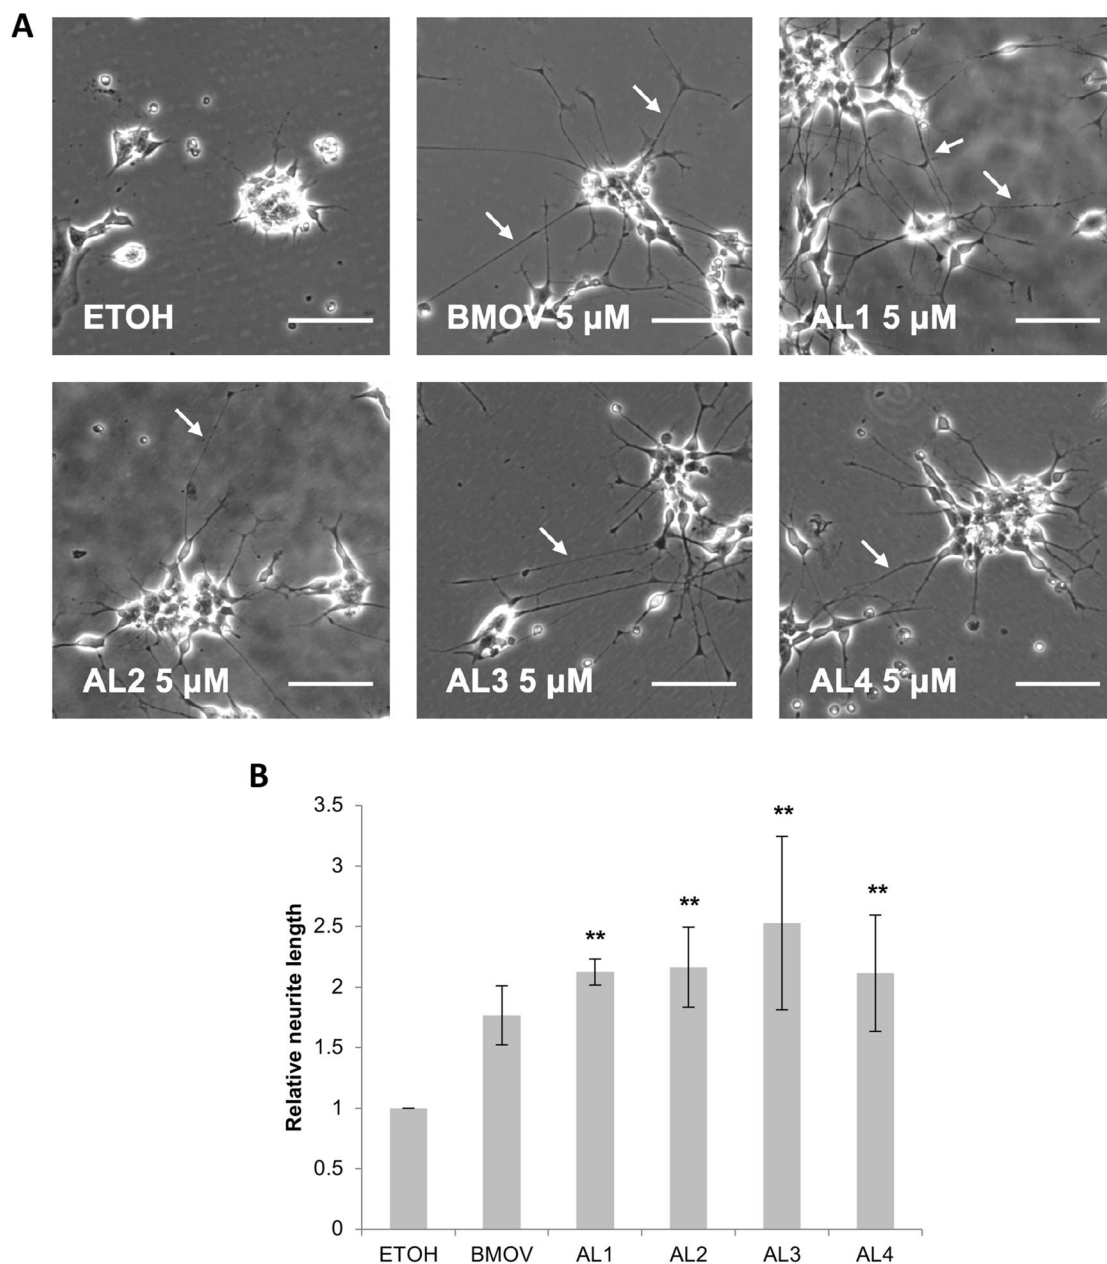 A
ETOH
BMOV 5 µM
AL1 5 µM
AL2 5 µM
AL3 5 µM
AL4 5 µM
B
Relative neurite length
3.5
3
2.5
2
1.5
1
0.5
0
**
**
**
**
ETOH BMOV AL1 AL2 AL3 AL4